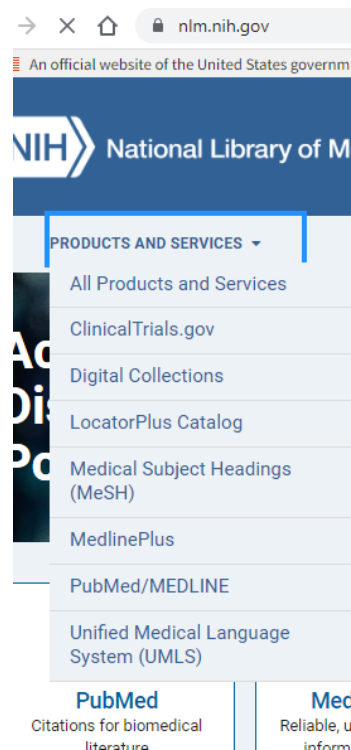 nlm.nih.gov
An official website of the United States
NIH National Library of
PRODUCTS AND SERVICES
All Products and Services
ClinicalTrials.gov
Digital Collections
LocatorPlus Catalog
Medical Subject Headings
(MeSH)
MedlinePlus
PubMed/MEDLINE
Unified Medical Language
System (UMLS)
PubMed
Citations for biomedical
literature
Reliable,